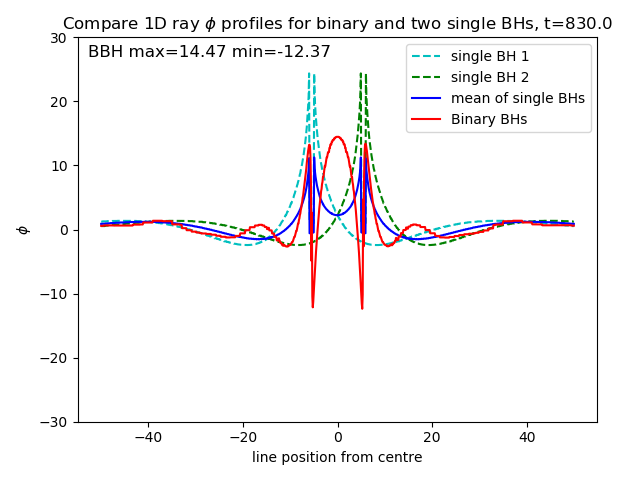 Compare 1D ray ϕ profiles for binary and two single BHs, t=830.0
BBH max=14.47 min=-12.37
single BH 1
single BH 2
mean of single BHs
Binary BHs
30
20
10
0
−10
−20
−30
ϕ
−40
−20
0
20
40
line position from centre